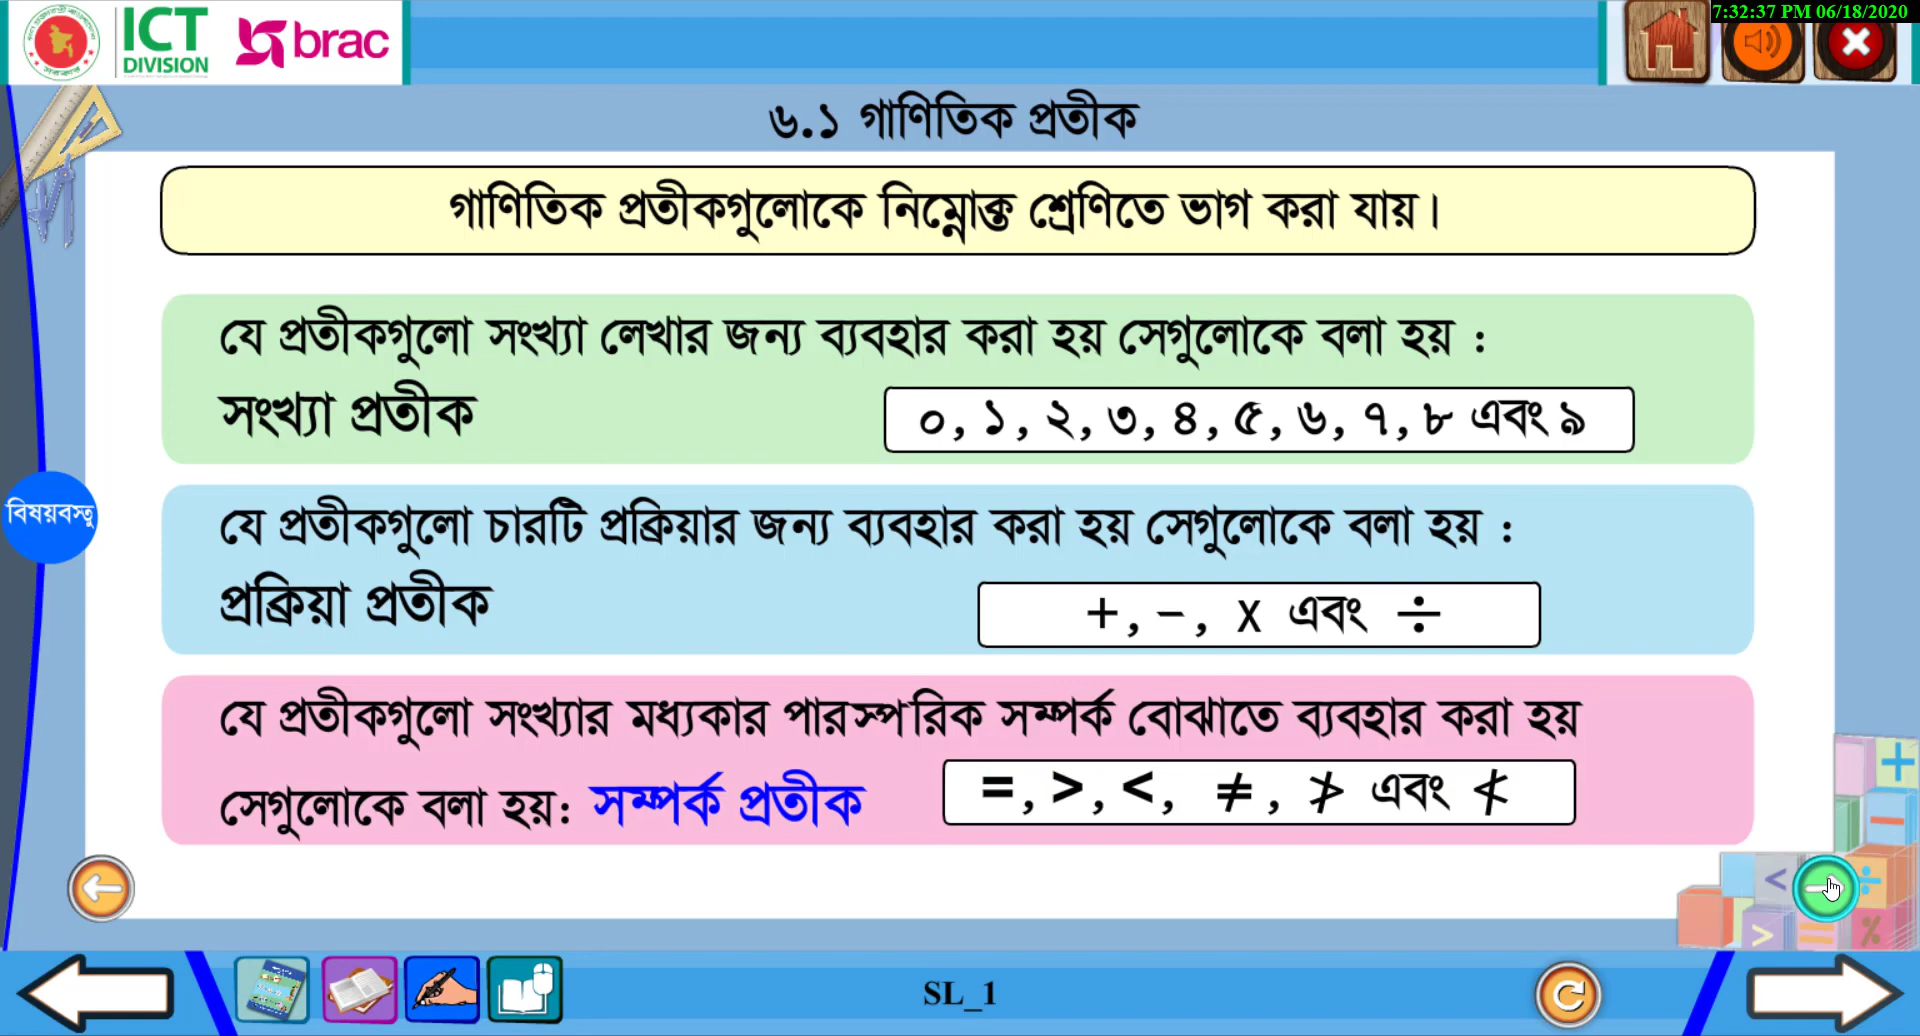 7:32:37 PM 06/18/2020
ICT
DIVISION
brac
৬.১ গাণিতিক প্রতীক
গাণিতিক প্রতীকগুলোকে নিম্নোক্ত শ্রেণিতে ভাগ করা যায়।
যে প্রতীকগুলো সংখ্যা লেখার জন্য ব্যবহার করা হয় সেগুলোকে বলা হয় :
সংখ্যা প্রতীক
০, ১, ২, ৩, ৪, ৫, ৬, ৭, ৮ এবং ৯
যে প্রতীকগুলো চারটি প্রক্রিয়ার জন্য ব্যবহার করা হয় সেগুলোকে বলা হয় :
বিষয়বস্তু
প্রক্রিয়া প্রতীক
+, −, x এবং ÷
যে প্রতীকগুলো সংখ্যার মধ্যকার পারস্পরিক সম্পর্ক বোঝাতে ব্যবহার করা হয়
সেগুলোকে বলা হয়: সম্পর্ক প্রতীক
=, >, <, ≠, ≯ এবং ≮
SL_1